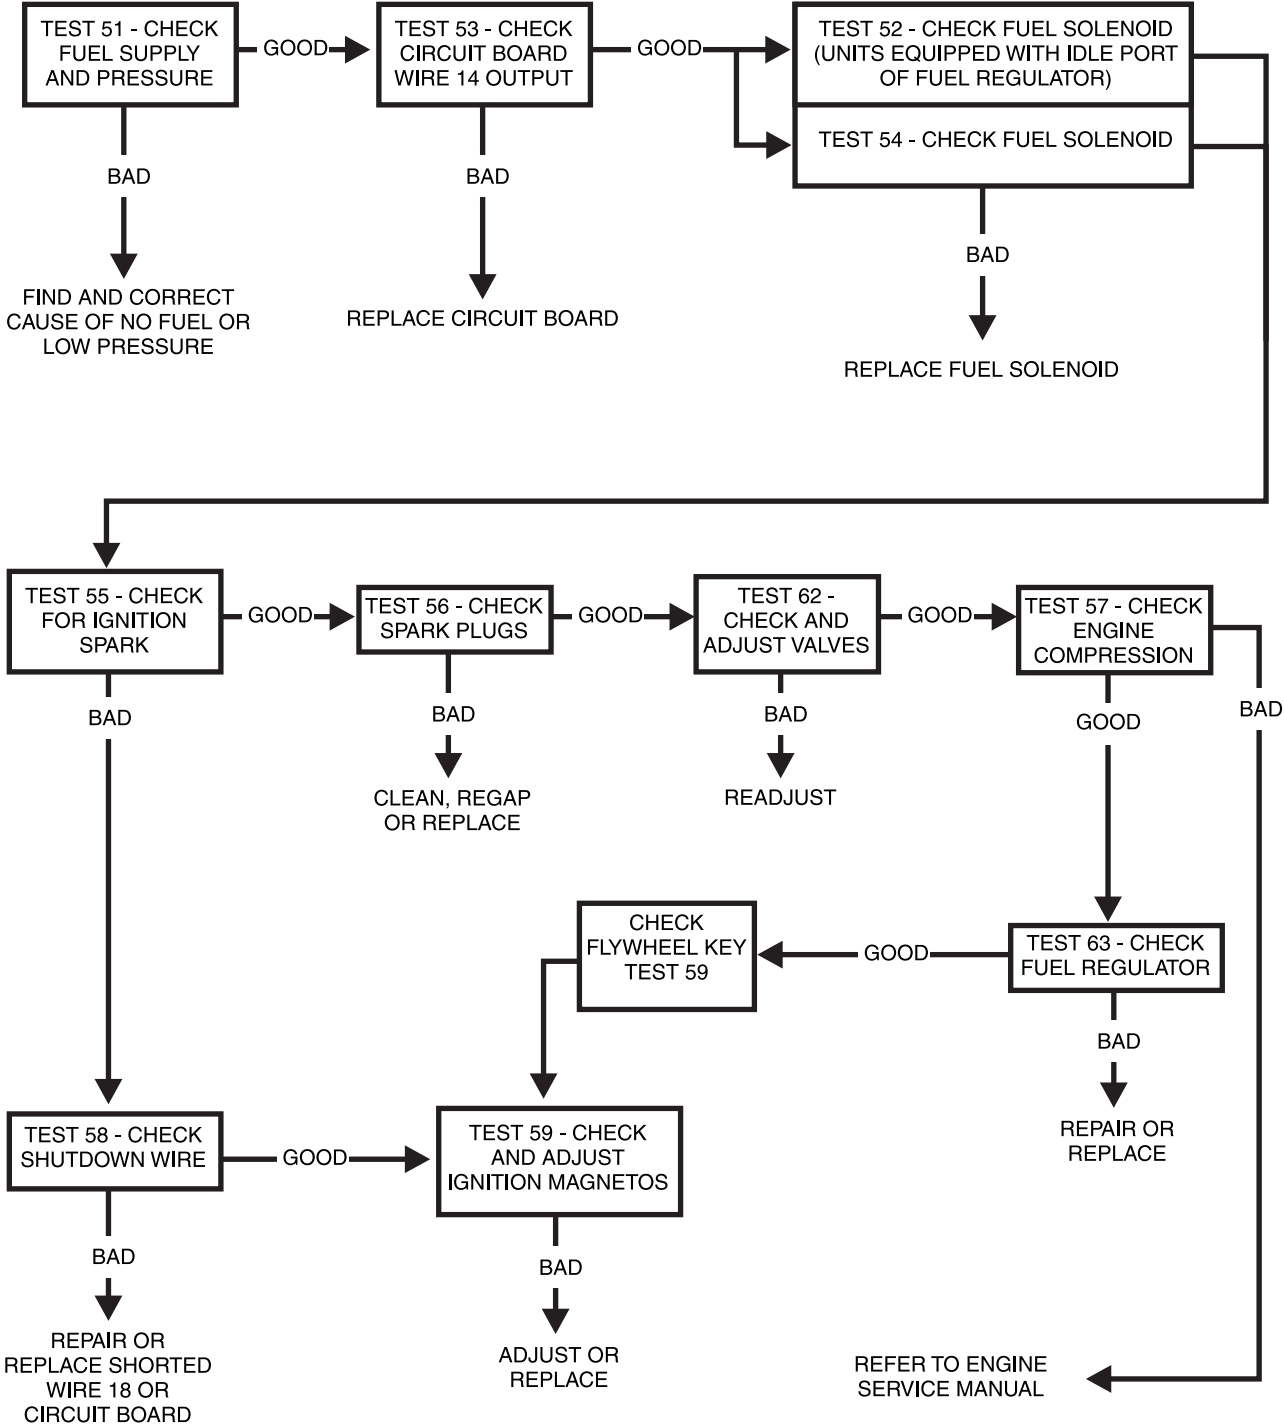 TEST 51 - CHECK
FUEL SUPPLY
AND PRESSURE
GOOD
TEST 53 - CHECK
CIRCUIT BOARD
WIRE 14 OUTPUT
GOOD
TEST 52 - CHECK FUEL SOLENOID
(UNITS EQUIPPED WITH IDLE PORT
OF FUEL REGULATOR)
TEST 54 - CHECK FUEL SOLENOID
BAD
FIND AND CORRECT
CAUSE OF NO FUEL OR
LOW PRESSURE
BAD
REPLACE CIRCUIT BOARD
BAD
REPLACE FUEL SOLENOID
TEST 55 - CHECK
FOR IGNITION
SPARK
GOOD
TEST 56 - CHECK
SPARK PLUGS
GOOD
TEST 62 -
CHECK AND
ADJUST VALVES
GOOD
TEST 57 - CHECK
ENGINE
COMPRESSION
BAD
BAD
CLEAN, REGAP
OR REPLACE
BAD
READJUST
GOOD
BAD
CHECK
FLYWHEEL KEY
TEST 59
GOOD
TEST 63 - CHECK
FUEL REGULATOR
BAD
REPAIR OR
REPLACE
TEST 58 - CHECK
SHUTDOWN WIRE
GOOD
TEST 59 - CHECK
AND ADJUST
IGNITION MAGNETOS
BAD
REPAIR OR
REPLACE SHORTED
WIRE 18 OR
CIRCUIT BOARD
BAD
ADJUST OR
REPLACE
REFER TO ENGINE
SERVICE MANUAL